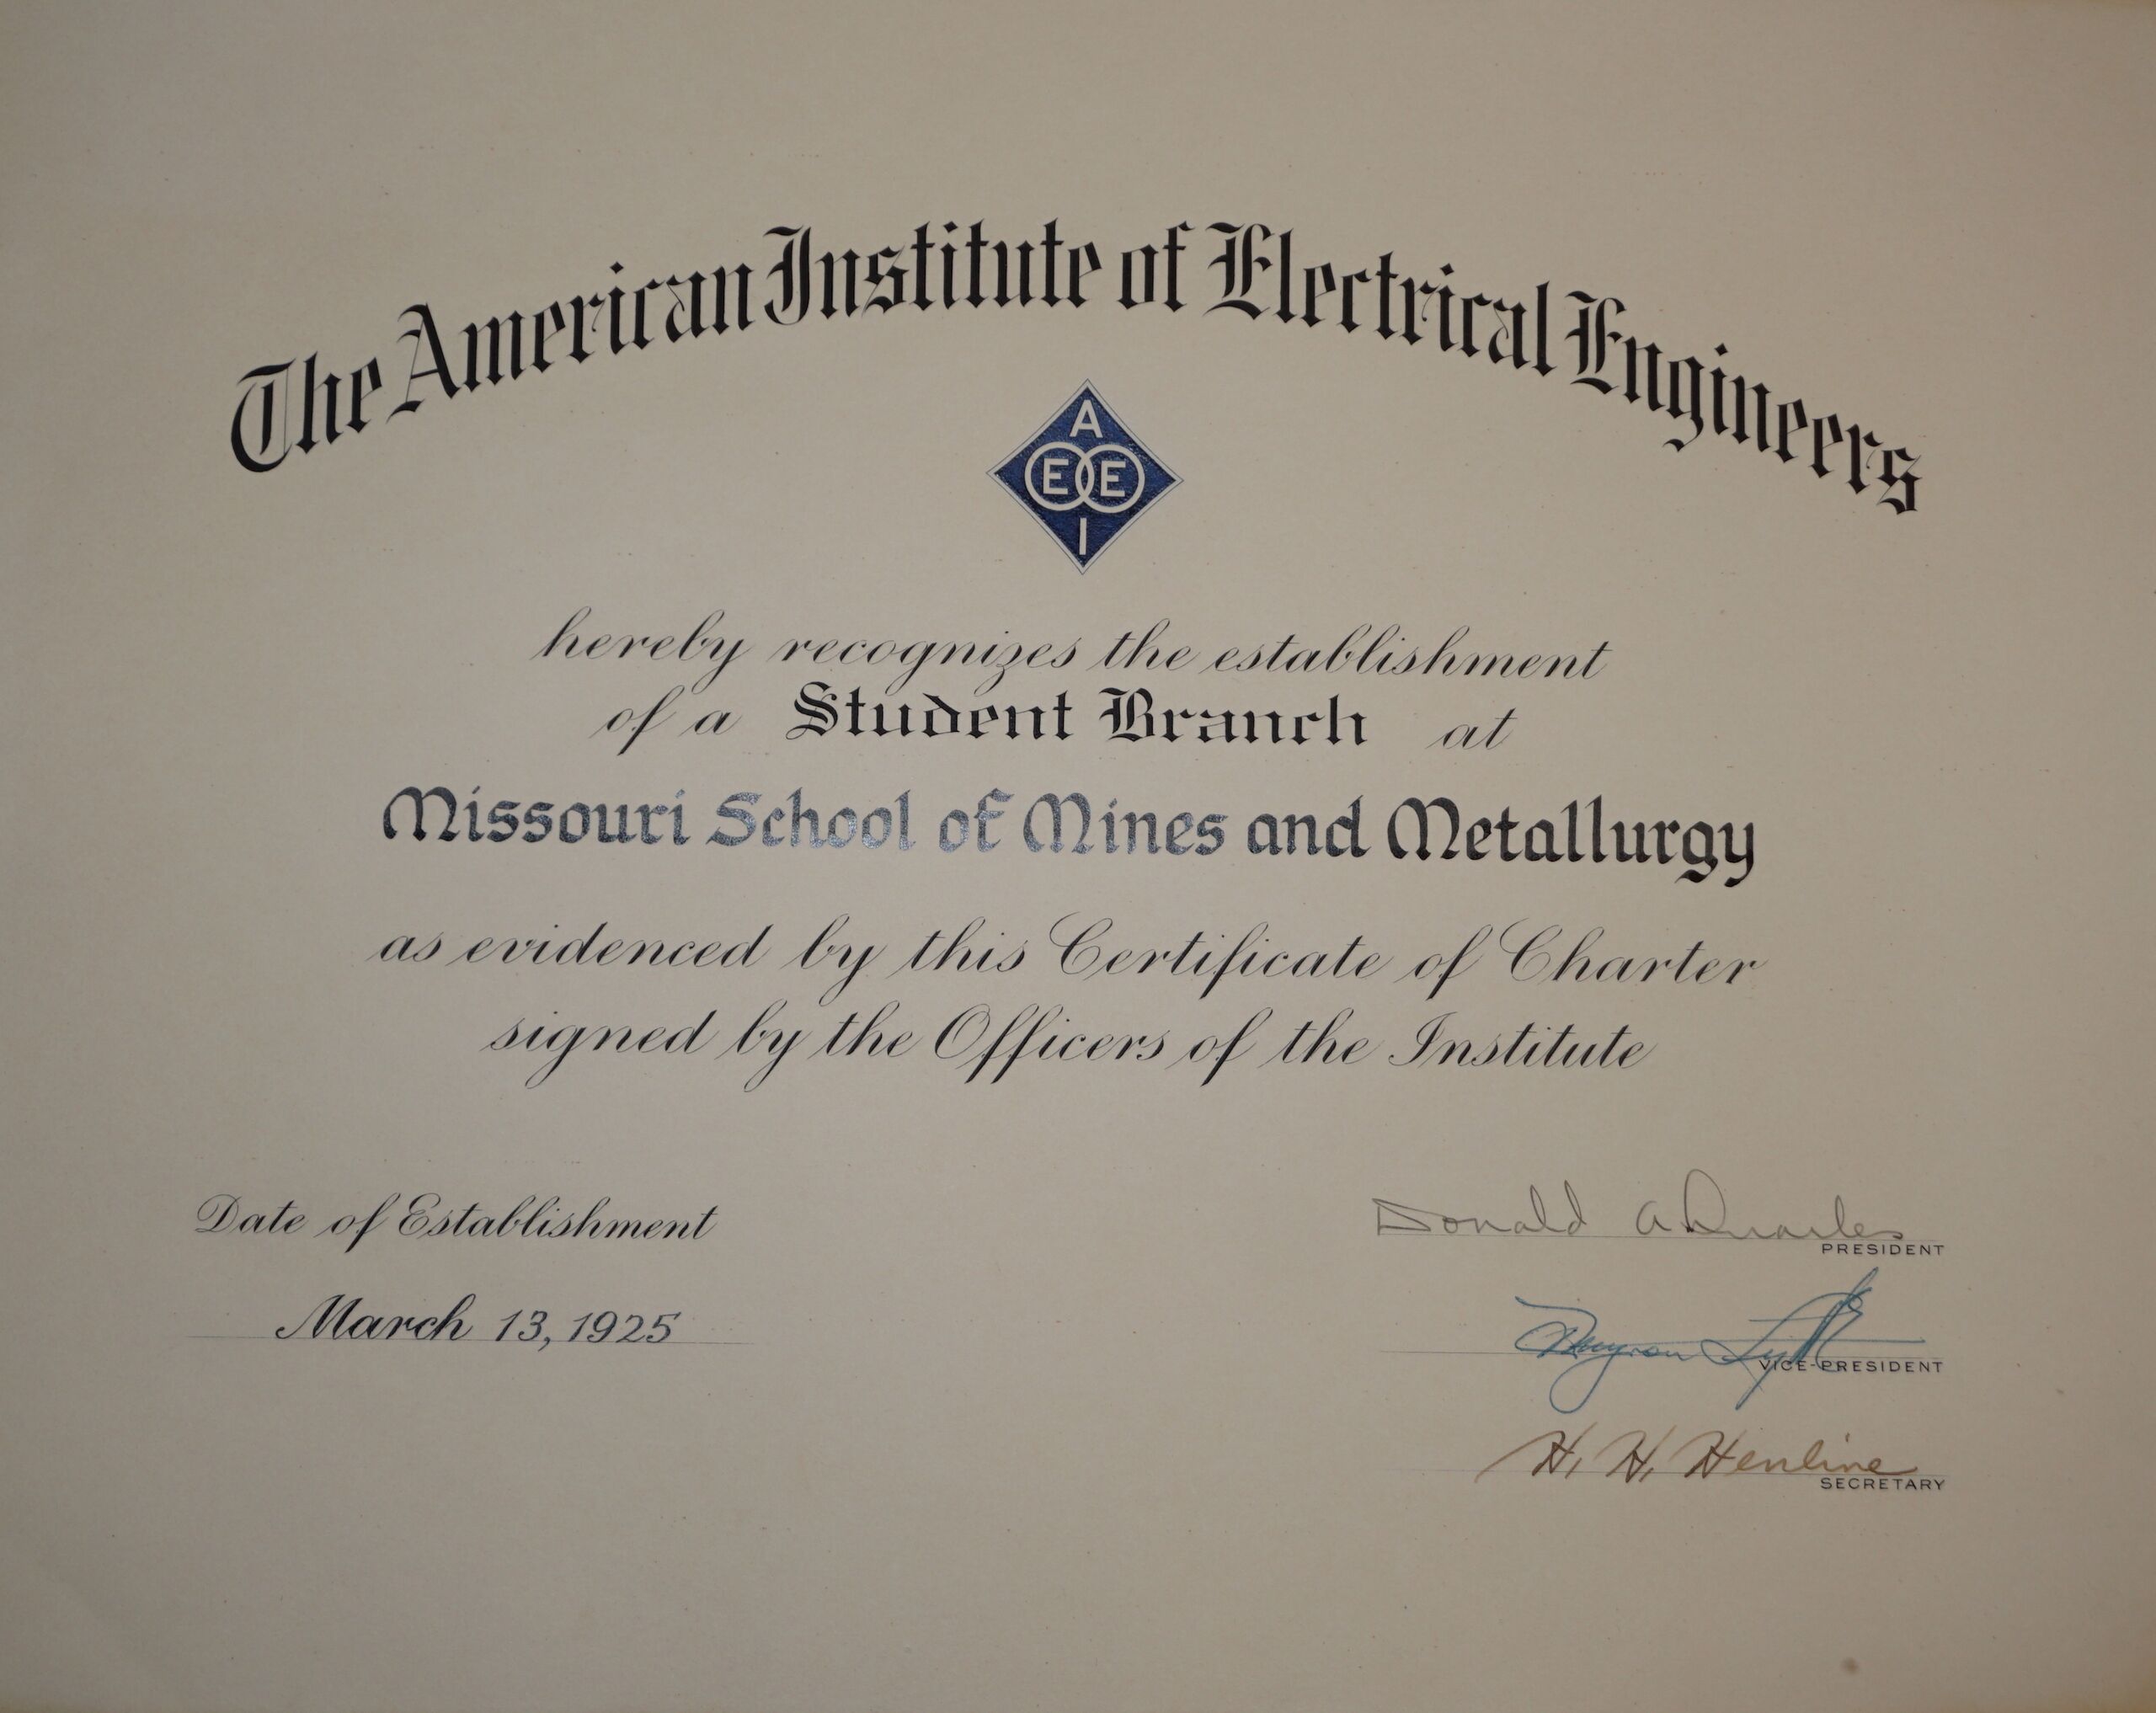 The American Institute of Electrical Engineers
A
EE
I
hereby recognizes the establishment
of a Student Branch at
Missouri School of Mines and Metallurgy
as evidenced by this Certificate of Charter
signed by the Officers of the Institute
Date of Establishment
March 13, 1925
Donald A Quarles
PRESIDENT
VICE-PRESIDENT
H. H. Henline
SECRETARY